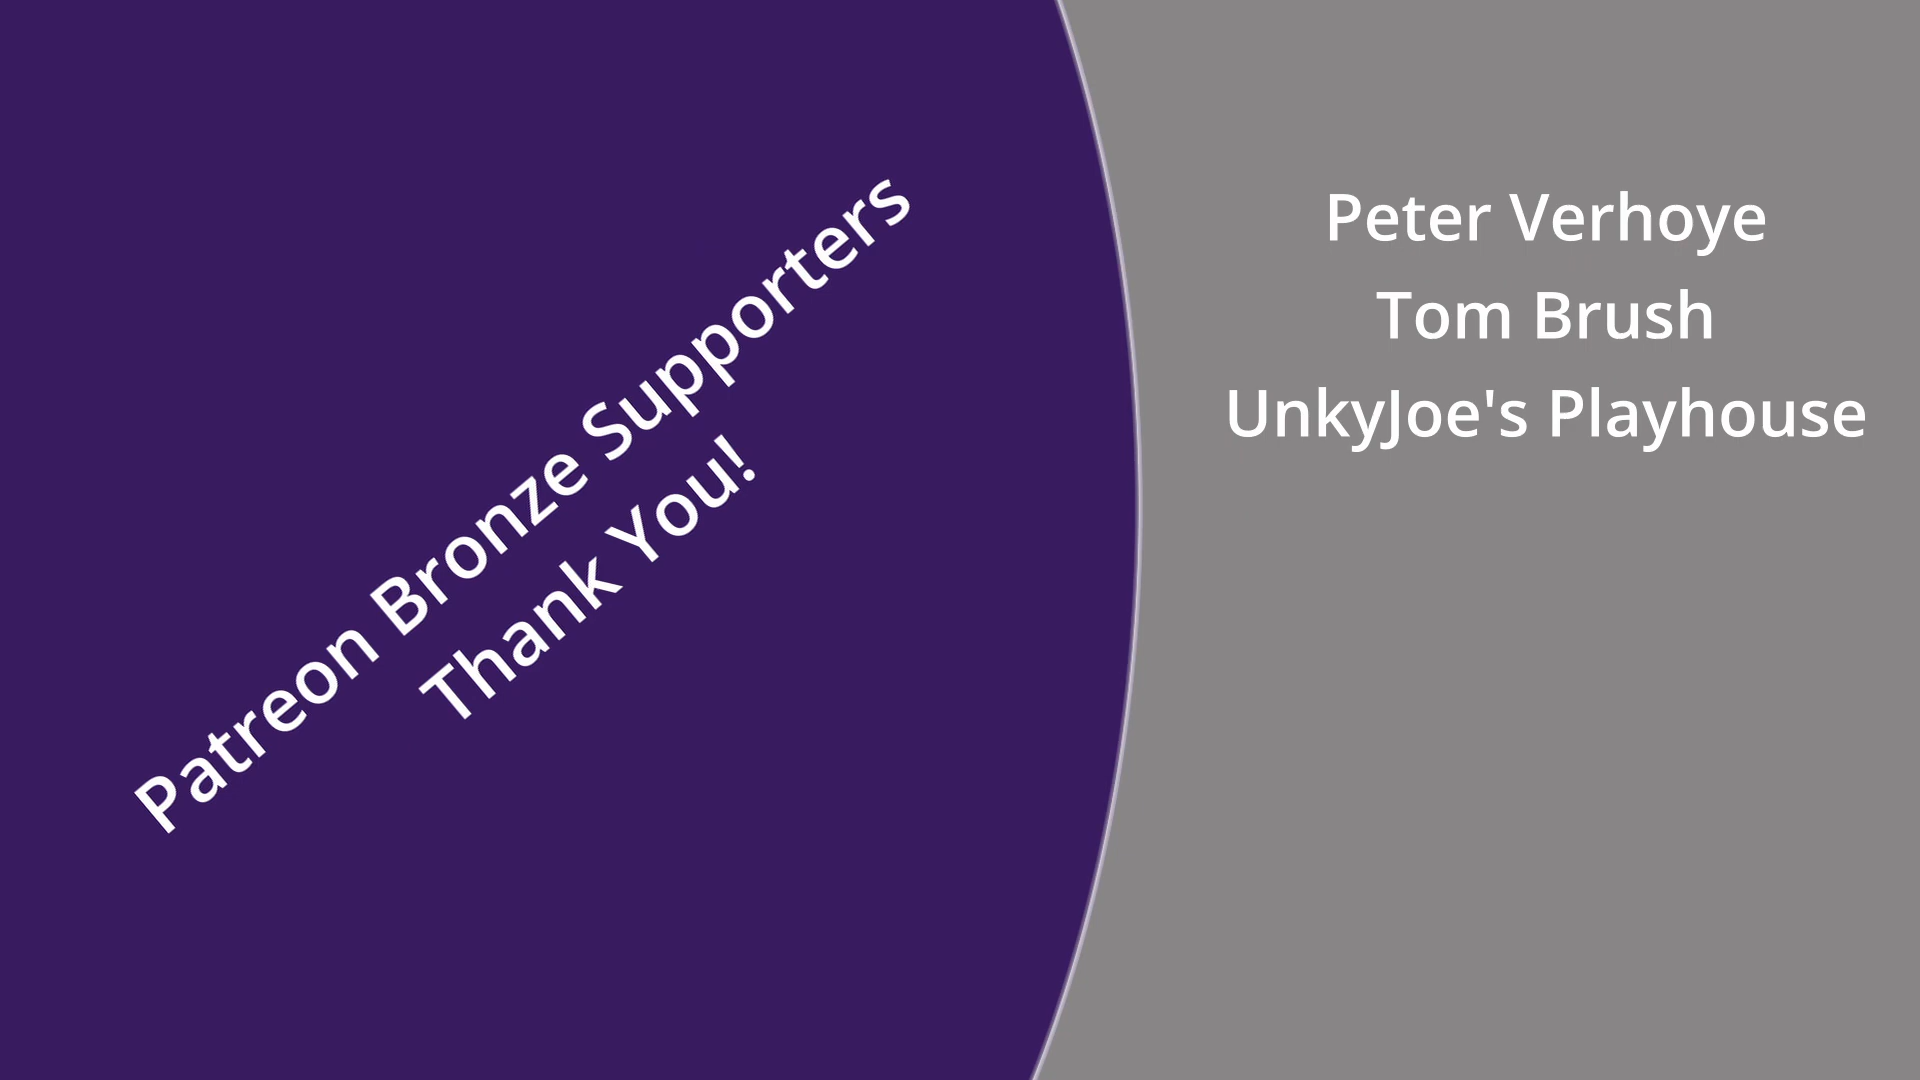 Patreon Bronze Supporters
Thank You!
Peter Verhoye
Tom Brush
UnkyJoe's Playhouse